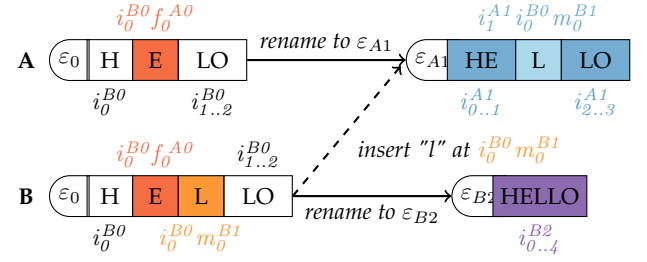 i_0^{B0} f_0^{A0} i_1^{A1} i_0^{B0} m_0^{B1}
A ε_0 H E LO rename to ε_{A1} ε_{A1} HE L LO
i_0^{B0} i_{1..2}^{B0} i_{0..1}^{A1} i_{2..3}^{A1}
i_0^{B0} f_0^{A0} i_{1..2}^{B0} insert "l" at i_0^{B0} m_0^{B1}
B ε_0 H E L LO rename to ε_{B2} ε_{B2} HELLO
i_0^{B0} i_0^{B0} m_0^{B1} i_{0..4}^{B2}